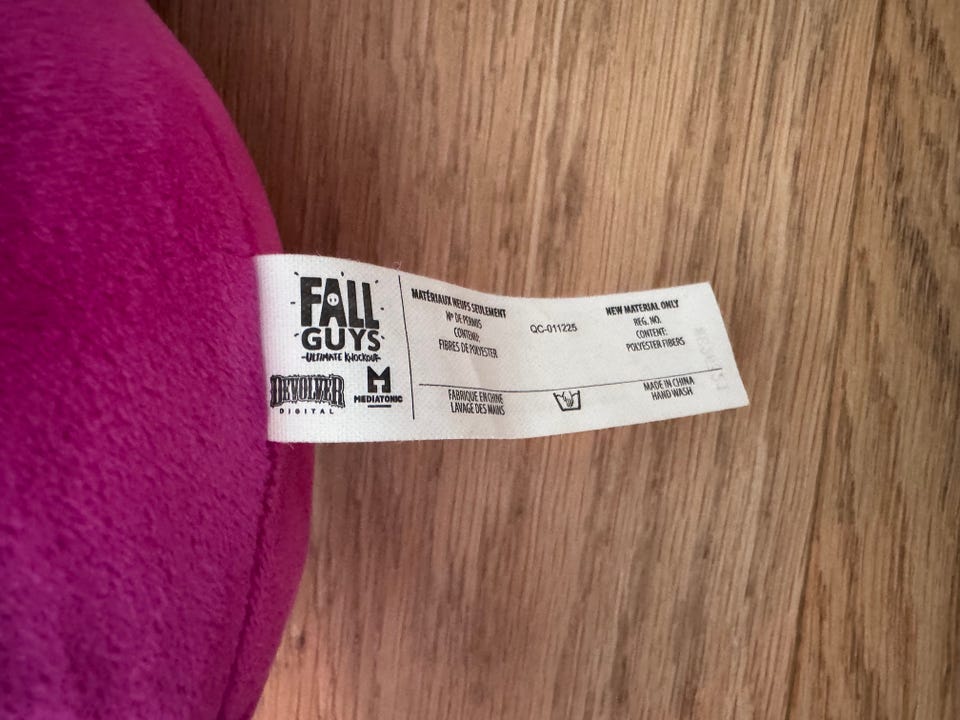 FALL
GUYS
ULTIMATE KNOCKOUT
DEVOLVER
DIGITAL
MEDIATONIC
MATÉRIAUX NEUFS SEULEMENT
Nº DE PERMIS
CONTENU:
FIBRES DE POLYESTER
QC-011225
NEW MATERIAL ONLY
REG. NO.
CONTENT:
POLYESTER FIBERS
FABRIQUE EN CHINE
LAVAGE DES MAINS
MADE IN CHINA
HAND WASH